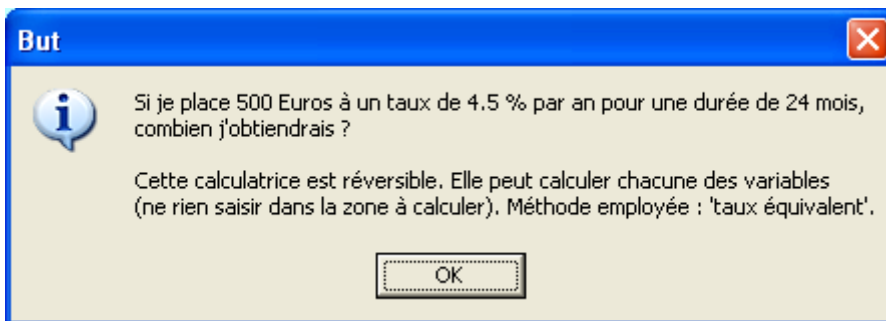 But
Si je place 500 Euros à un taux de 4.5 % par an pour une durée de 24 mois,
combien j'obtiendrais ?
Cette calculatrice est réversible. Elle peut calculer chacune des variables
(ne rien saisir dans la zone à calculer). Méthode employée : 'taux équivalent'.
OK